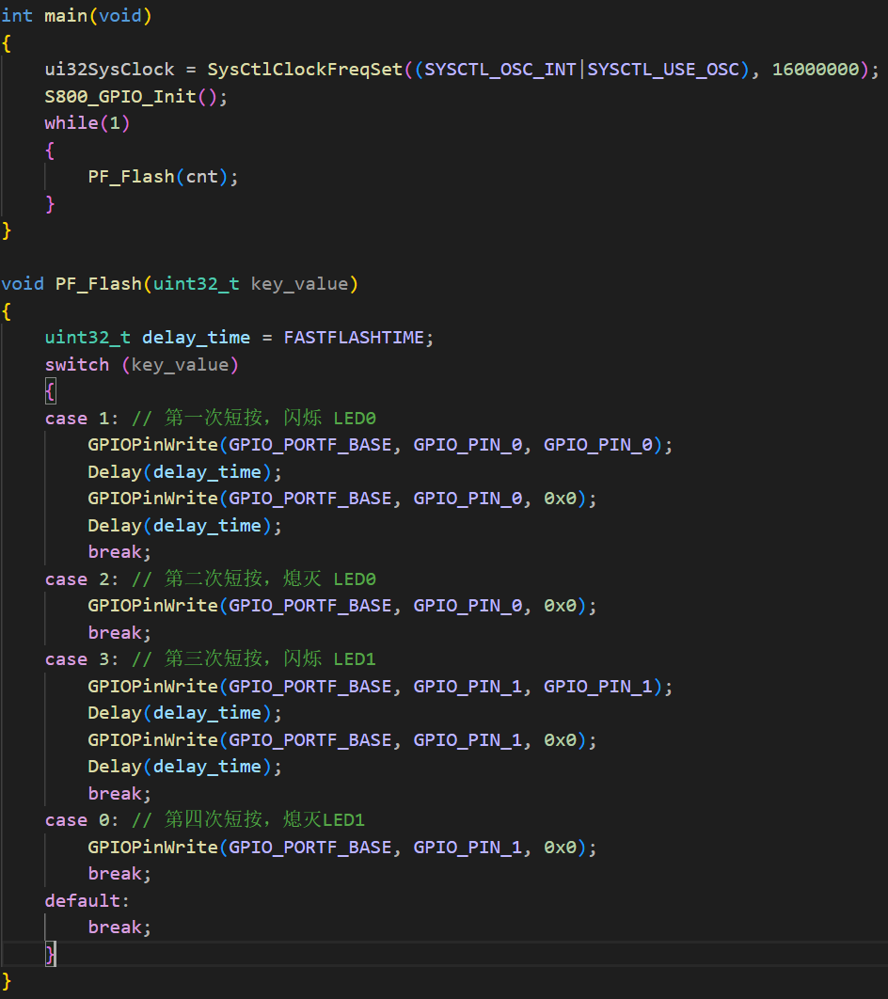 int main(void)
{
    ui32SysClock = SysCtlClockFreqSet((SYSCTL_OSC_INT|SYSCTL_USE_OSC), 16000000);
    S800_GPIO_Init();
    while(1)
    {
        PF_Flash(cnt);
    }
}

void PF_Flash(uint32_t key_value)
{
    uint32_t delay_time = FASTFLASHTIME;
    switch (key_value)
    {
    case 1: // 第一次短按，闪烁 LED0
        GPIOPinWrite(GPIO_PORTF_BASE, GPIO_PIN_0, GPIO_PIN_0);
        Delay(delay_time);
        GPIOPinWrite(GPIO_PORTF_BASE, GPIO_PIN_0, 0x0);
        Delay(delay_time);
        break;
    case 2: // 第二次短按，熄灭 LED0
        GPIOPinWrite(GPIO_PORTF_BASE, GPIO_PIN_0, 0x0);
        break;
    case 3: // 第三次短按，闪烁 LED1
        GPIOPinWrite(GPIO_PORTF_BASE, GPIO_PIN_1, GPIO_PIN_1);
        Delay(delay_time);
        GPIOPinWrite(GPIO_PORTF_BASE, GPIO_PIN_1, 0x0);
        Delay(delay_time);
        break;
    case 0: // 第四次短按，熄灭LED1
        GPIOPinWrite(GPIO_PORTF_BASE, GPIO_PIN_1, 0x0);
        break;
    default:
        break;
    }
}